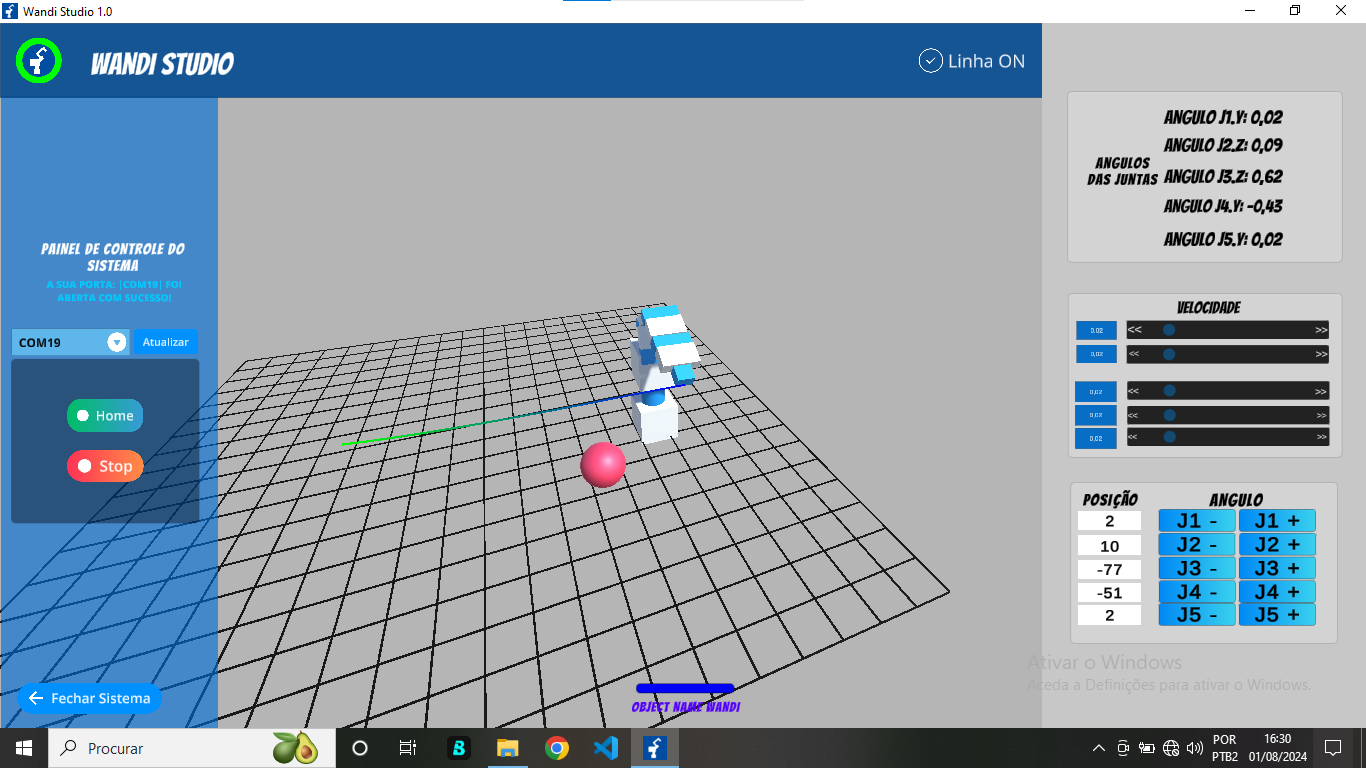 Wandi Studio 1.0
WANDI STUDIO
Linha ON
PAINEL DE CONTROLE DO
SISTEMA
A SUA PORTA: |COM19| FOI
ABERTA COM SUCESSO!
COM19
Atualizar
Home
Stop
Fechar Sistema
OBJECT NAME WANDI
ANGULOS
DAS JUNTAS
ANGULO J1.Y: 0,02
ANGULO J2.Z: 0,09
ANGULO J3.Z: 0,62
ANGULO J4.Y: -0,43
ANGULO J5.Y: 0,02
VELOCIDADE
0,02 << >>
0,02 << >>
0,02 << >>
0,02 << >>
0,02 << >>
POSIÇÃO ANGULO
2 J1 - J1 +
10 J2 - J2 +
-77 J3 - J3 +
-51 J4 - J4 +
2 J5 - J5 +
Ativar o Windows
Aceda a Definições para ativar o Windows.
Procurar
POR
PTB2
16:30
01/08/2024